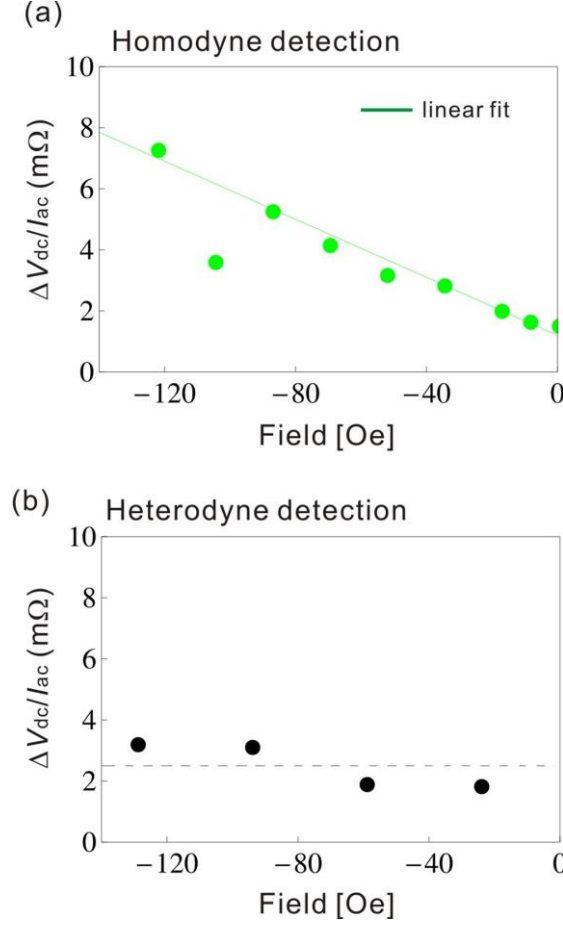 (a)
Homodyne detection
10
8
6
4
2
0
ΔVdc/Iac (mΩ)
linear fit
−120
−80
−40
0
Field [Oe]
(b)
Heterodyne detection
10
8
6
4
2
0
ΔVdc/Iac (mΩ)
−120
−80
−40
0
Field [Oe]